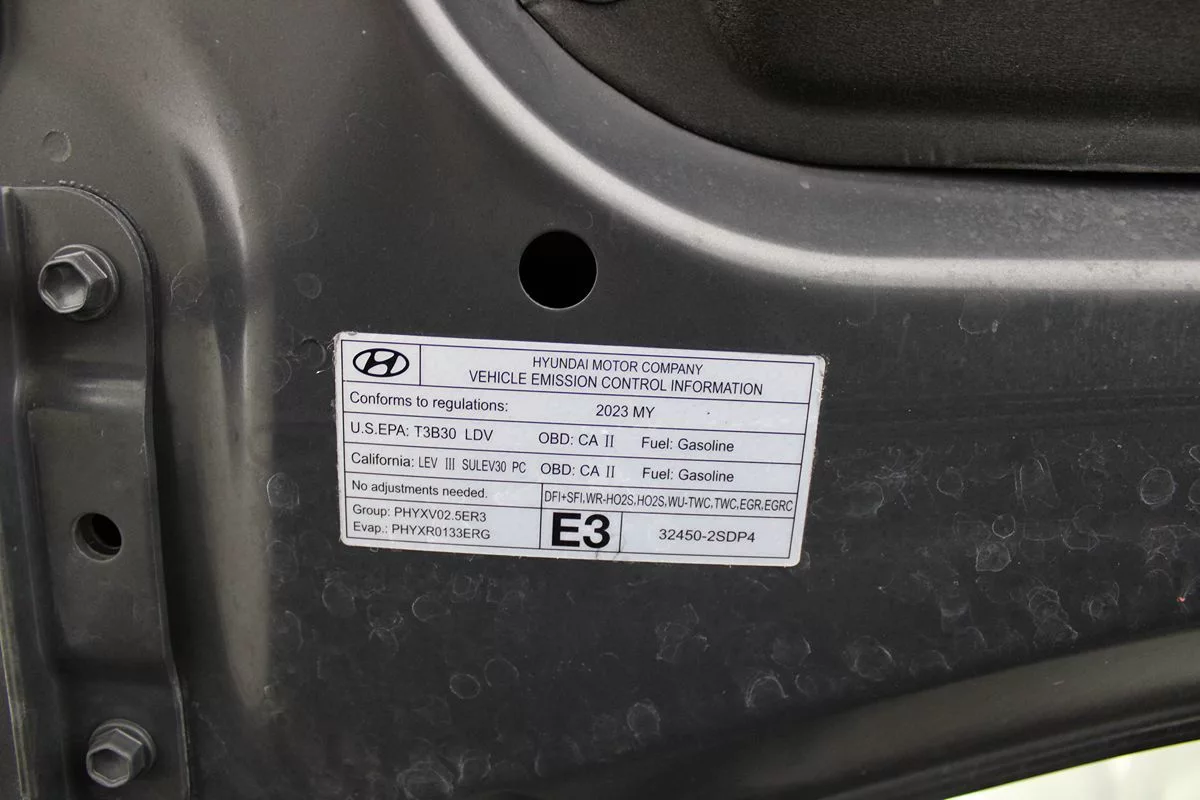 HYUNDAI MOTOR COMPANY
VEHICLE EMISSION CONTROL INFORMATION
Conforms to regulations: 2023 MY
U.S.EPA: T3B30 LDV OBD: CA II Fuel: Gasoline
California: LEV III SULEV30 PC OBD: CA II Fuel: Gasoline
No adjustments needed. DFI+SFI,WR-HO2S,HO2S,WU-TWC,TWC,EGR,EGRC
Group: PHYXV02.5ER3
Evap.: PHYXR0133ERG
E3 32450-2SDP4